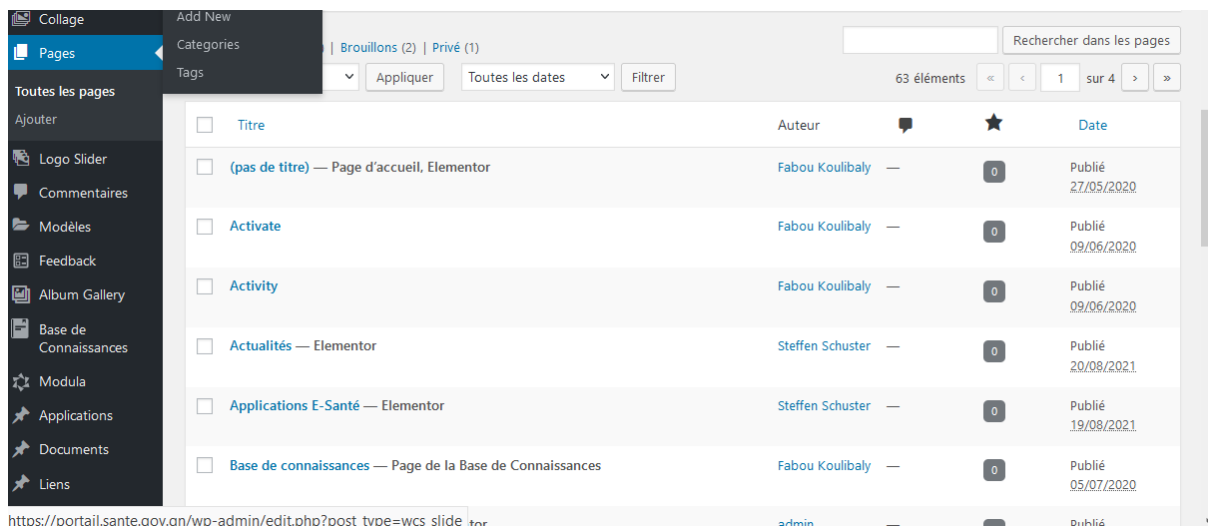 Collage
Pages
Toutes les pages
Ajouter
Logo Slider
Commentaires
Modèles
Feedback
Album Gallery
Base de
Connaissances
Modula
Applications
Documents
Liens
Add New
Categories
Tags
) | Brouillons (2) | Privé (1)
Rechercher dans les pages
Appliquer Toutes les dates Filtrer 63 éléments « ‹ 1 sur 4 › »
Titre Auteur Date
(pas de titre) — Page d’accueil, Elementor Fabou Koulibaly — 0 Publié
27/05/2020
Activate Fabou Koulibaly — 0 Publié
09/06/2020
Activity Fabou Koulibaly — 0 Publié
09/06/2020
Actualités — Elementor Steffen Schuster — 0 Publié
20/08/2021
Applications E-Santé — Elementor Steffen Schuster — 0 Publié
19/08/2021
Base de connaissances — Page de la Base de Connaissances Fabou Koulibaly — 0 Publié
05/07/2020
https://portail.sante.gov.gn/wp-admin/edit.php?post_type=wcs_slide admin Publié